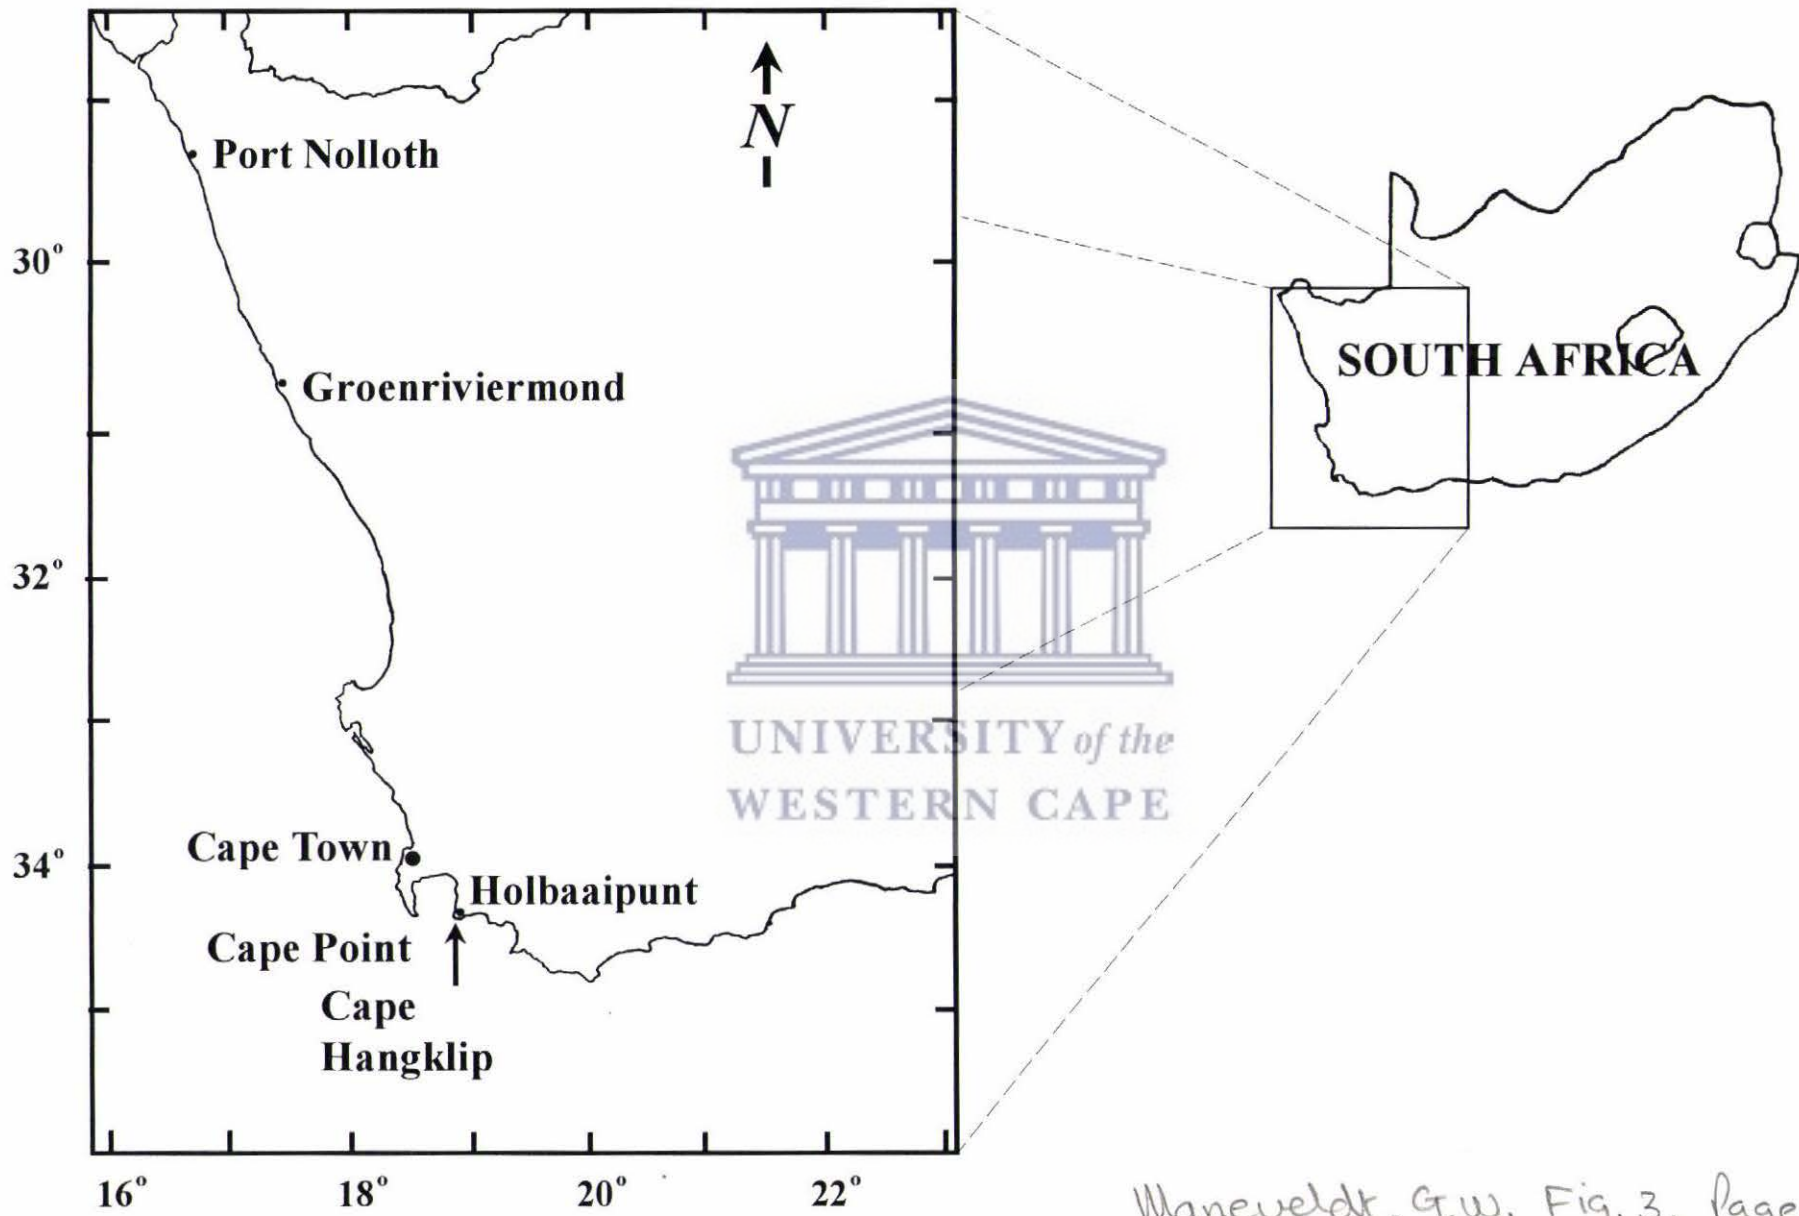 N
Port Nolloth
30°
Groenriviermond
SOUTH AFRICA
32°
UNIVERSITY of the
WESTERN CAPE
34°
Cape Town
Holbaaipunt
Cape Point
Cape
Hangklip
16°
18°
20°
22°
Maneveldt, G.W. Fig. 3. Page